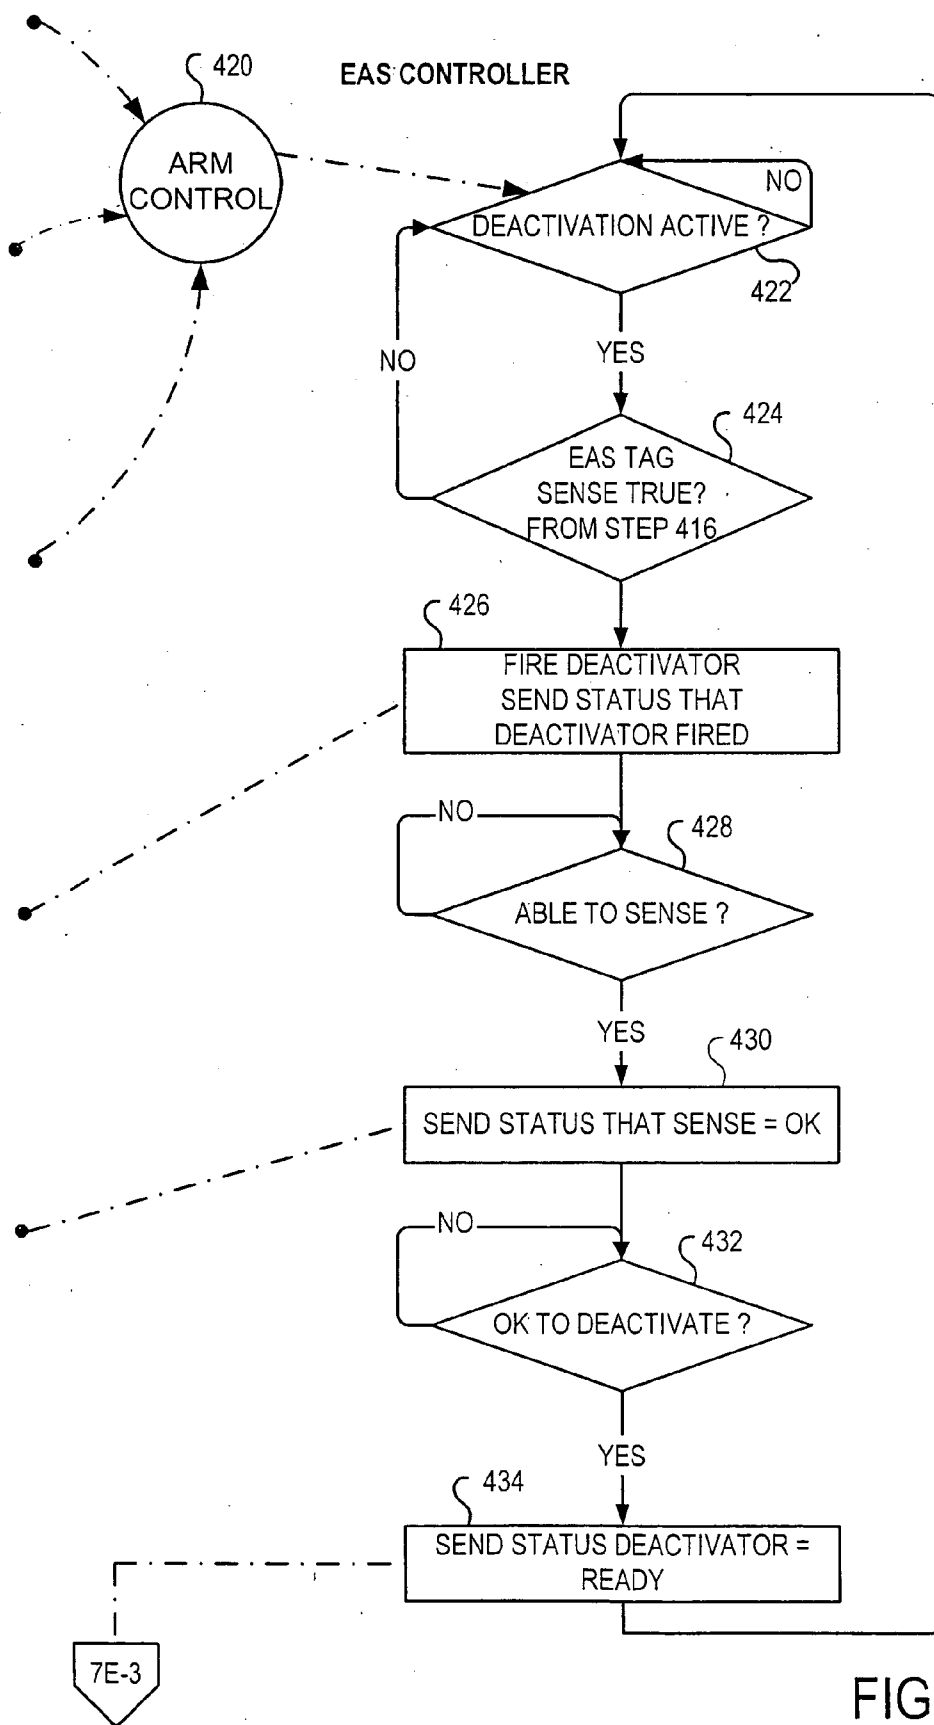 420
EAS CONTROLLER
ARM
CONTROL
NO
DEACTIVATION ACTIVE ?
422
NO
YES
424
EAS TAG
SENSE TRUE?
FROM STEP 416
426
FIRE DEACTIVATOR
SEND STATUS THAT
DEACTIVATOR FIRED
NO
428
ABLE TO SENSE ?
YES
430
SEND STATUS THAT SENSE = OK
NO
432
OK TO DEACTIVATE ?
YES
434
SEND STATUS DEACTIVATOR =
READY
7E-3
FIG